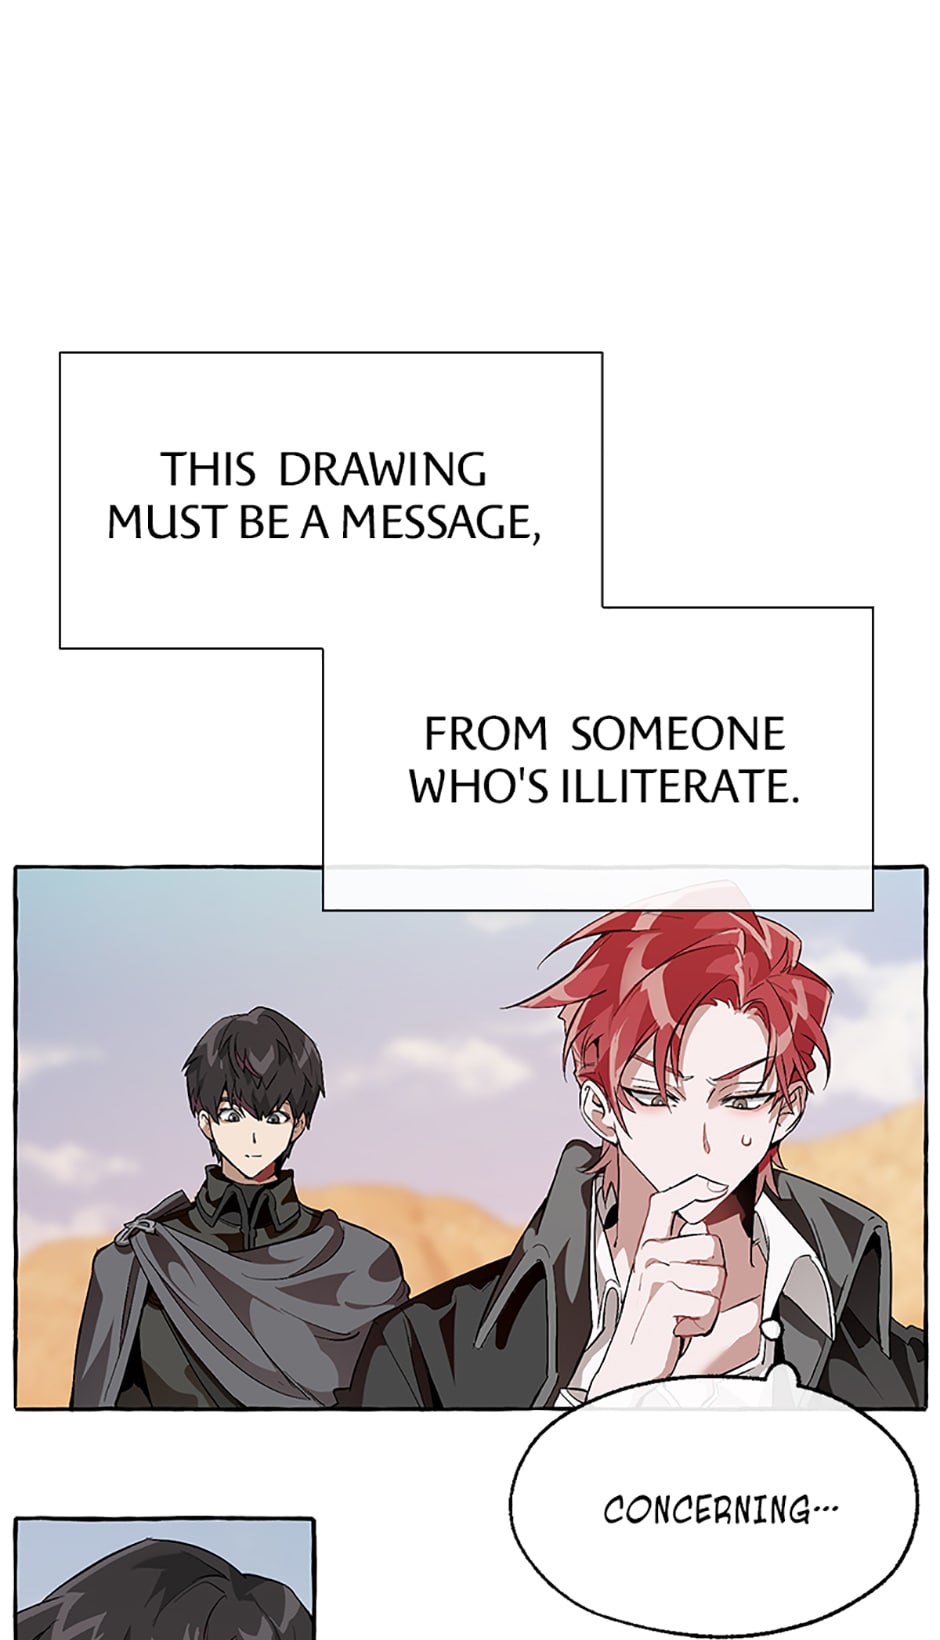 THIS DRAWING
MUST BE A MESSAGE,
FROM SOMEONE
WHO'S ILLITERATE.
CONCERNING...